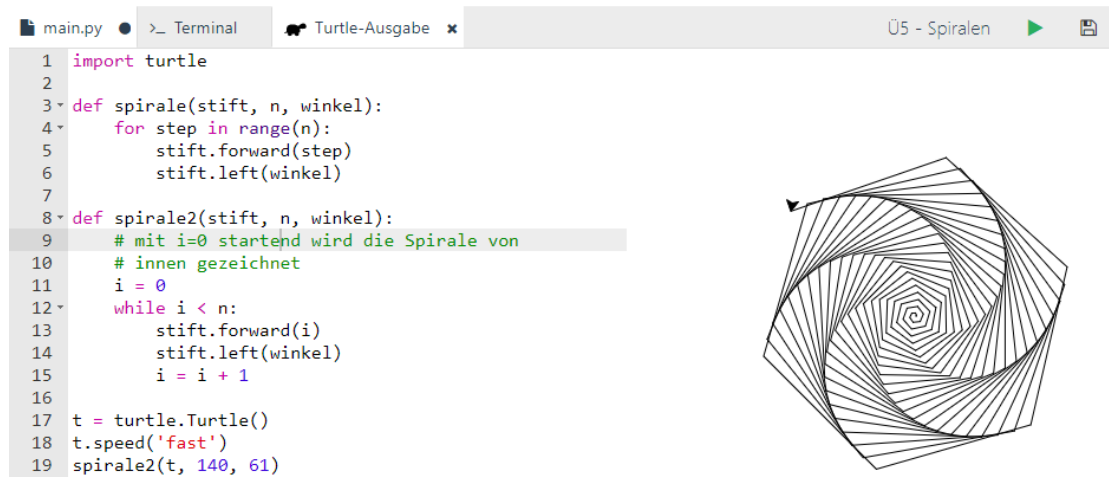 main.py ● >_ Terminal Turtle-Ausgabe × Ü5 - Spiralen
1 import turtle
2
3 def spirale(stift, n, winkel):
4     for step in range(n):
5         stift.forward(step)
6         stift.left(winkel)
7
8 def spirale2(stift, n, winkel):
9     # mit i=0 startend wird die Spirale von
10     # innen gezeichnet
11     i = 0
12     while i < n:
13         stift.forward(i)
14         stift.left(winkel)
15         i = i + 1
16
17 t = turtle.Turtle()
18 t.speed('fast')
19 spirale2(t, 140, 61)